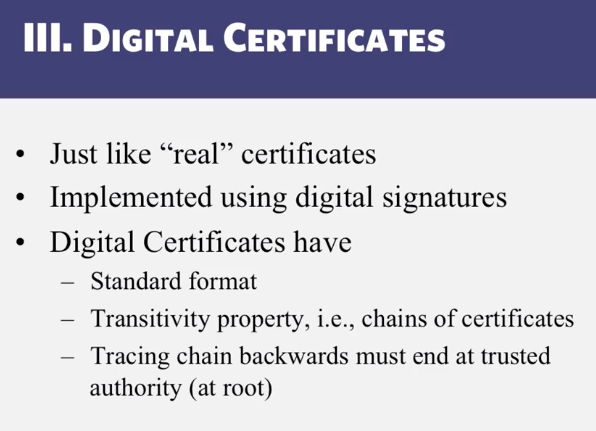 III. DIGITAL CERTIFICATES
• Just like “real” certificates
• Implemented using digital signatures
• Digital Certificates have
– Standard format
– Transitivity property, i.e., chains of certificates
– Tracing chain backwards must end at trusted
authority (at root)